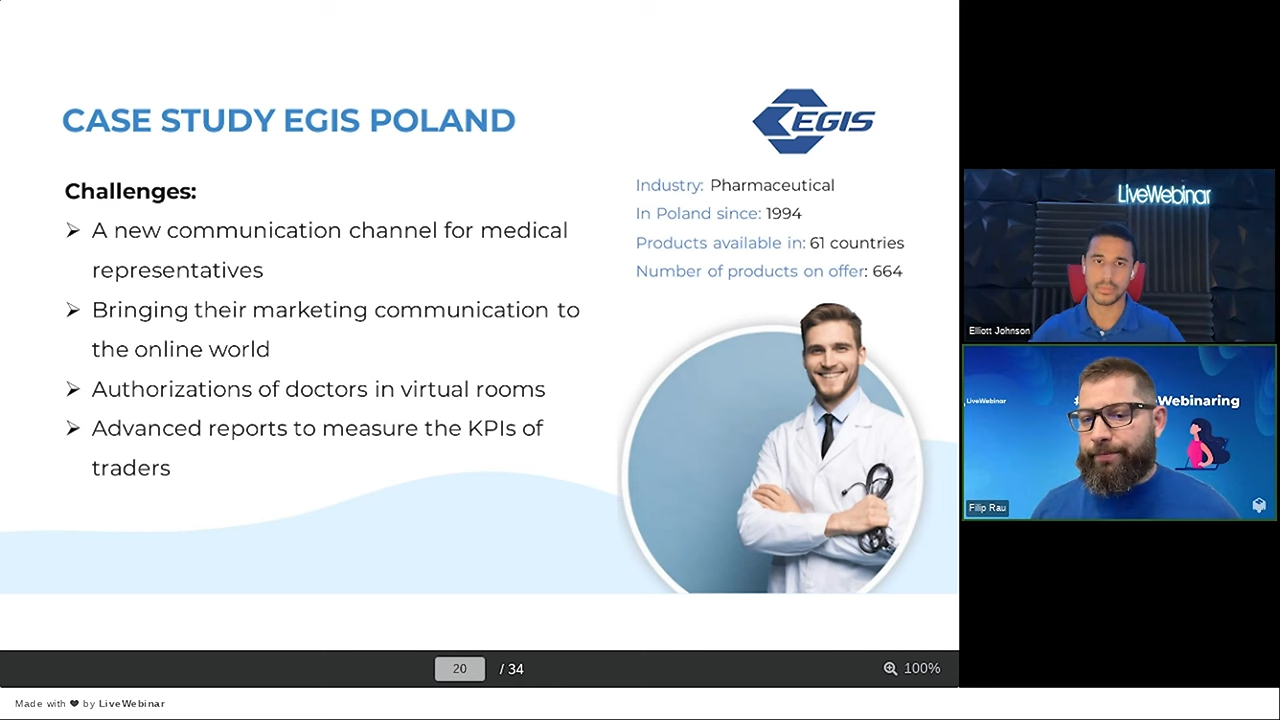 CASE STUDY EGIS POLAND
EGIS
Challenges:
➢ A new communication channel for medical
representatives
➢ Bringing their marketing communication to
the online world
➢ Authorizations of doctors in virtual rooms
➢ Advanced reports to measure the KPIs of
traders
Industry: Pharmaceutical
In Poland since: 1994
Products available in: 61 countries
Number of products on offer: 664
LiveWebinar
Elliott Johnson
LiveWebinar
Webinaring
Filip Rau
20 / 34
100%
Made with ❤ by LiveWebinar